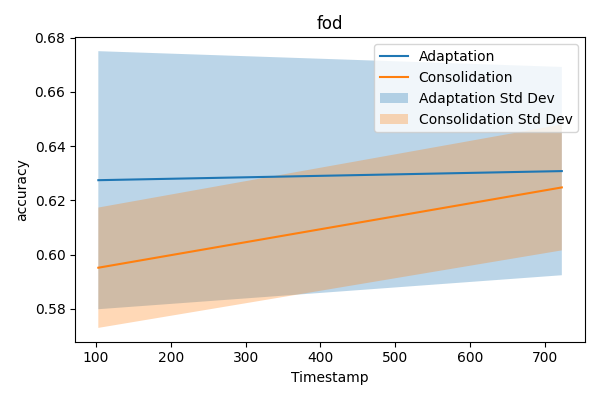 fod
0.68
0.66
0.64
0.62
0.60
0.58
accuracy
Adaptation
Consolidation
Adaptation Std Dev
Consolidation Std Dev
100 200 300 400 500 600 700
Timestamp